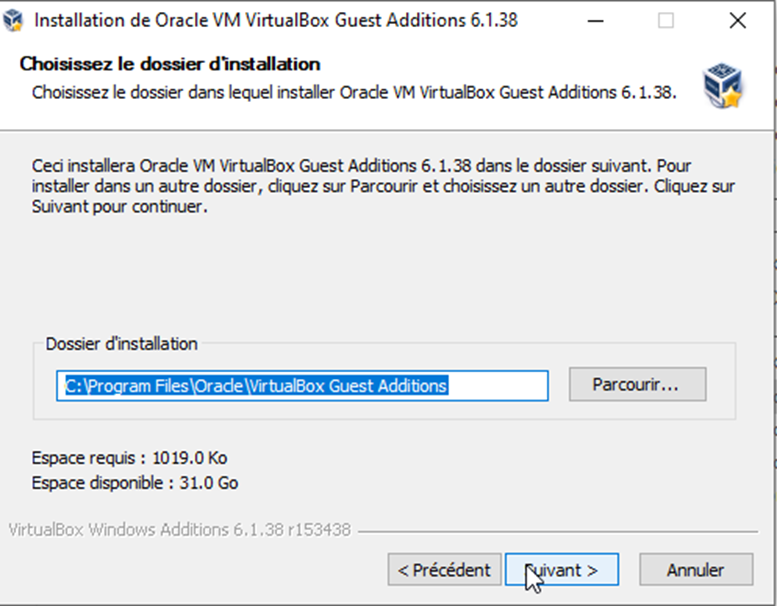 Installation de Oracle VM VirtualBox Guest Additions 6.1.38
Choisissez le dossier d'installation
Choisissez le dossier dans lequel installer Oracle VM VirtualBox Guest Additions 6.1.38.
Ceci installera Oracle VM VirtualBox Guest Additions 6.1.38 dans le dossier suivant. Pour
installer dans un autre dossier, cliquez sur Parcourir et choisissez un autre dossier. Cliquez sur
Suivant pour continuer.
Dossier d'installation
C:\Program Files\Oracle\VirtualBox Guest Additions
Parcourir...
Espace requis : 1019.0 Ko
Espace disponible : 31.0 Go
VirtualBox Windows Additions 6.1.38 r153438
< Précédent
Suivant >
Annuler